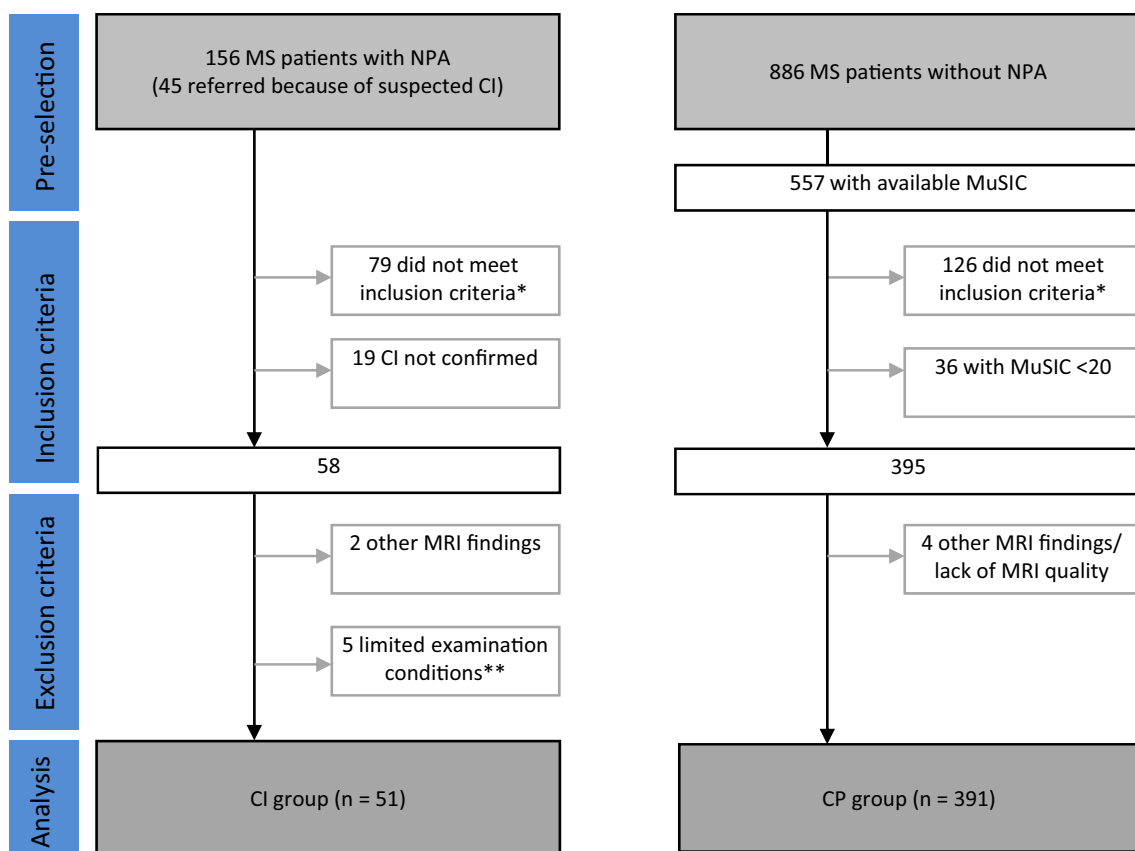 Pre-selection
156 MS patients with NPA
(45 referred because of suspected CI)
886 MS patients without NPA
557 with available MuSIC
Inclusion criteria
79 did not meet
inclusion criteria*
126 did not meet
inclusion criteria*
19 CI not confirmed
36 with MuSIC <20
58
395
Exclusion criteria
2 other MRI findings
4 other MRI findings/
lack of MRI quality
5 limited examination
conditions**
Analysis
CI group (n = 51)
CP group (n = 391)